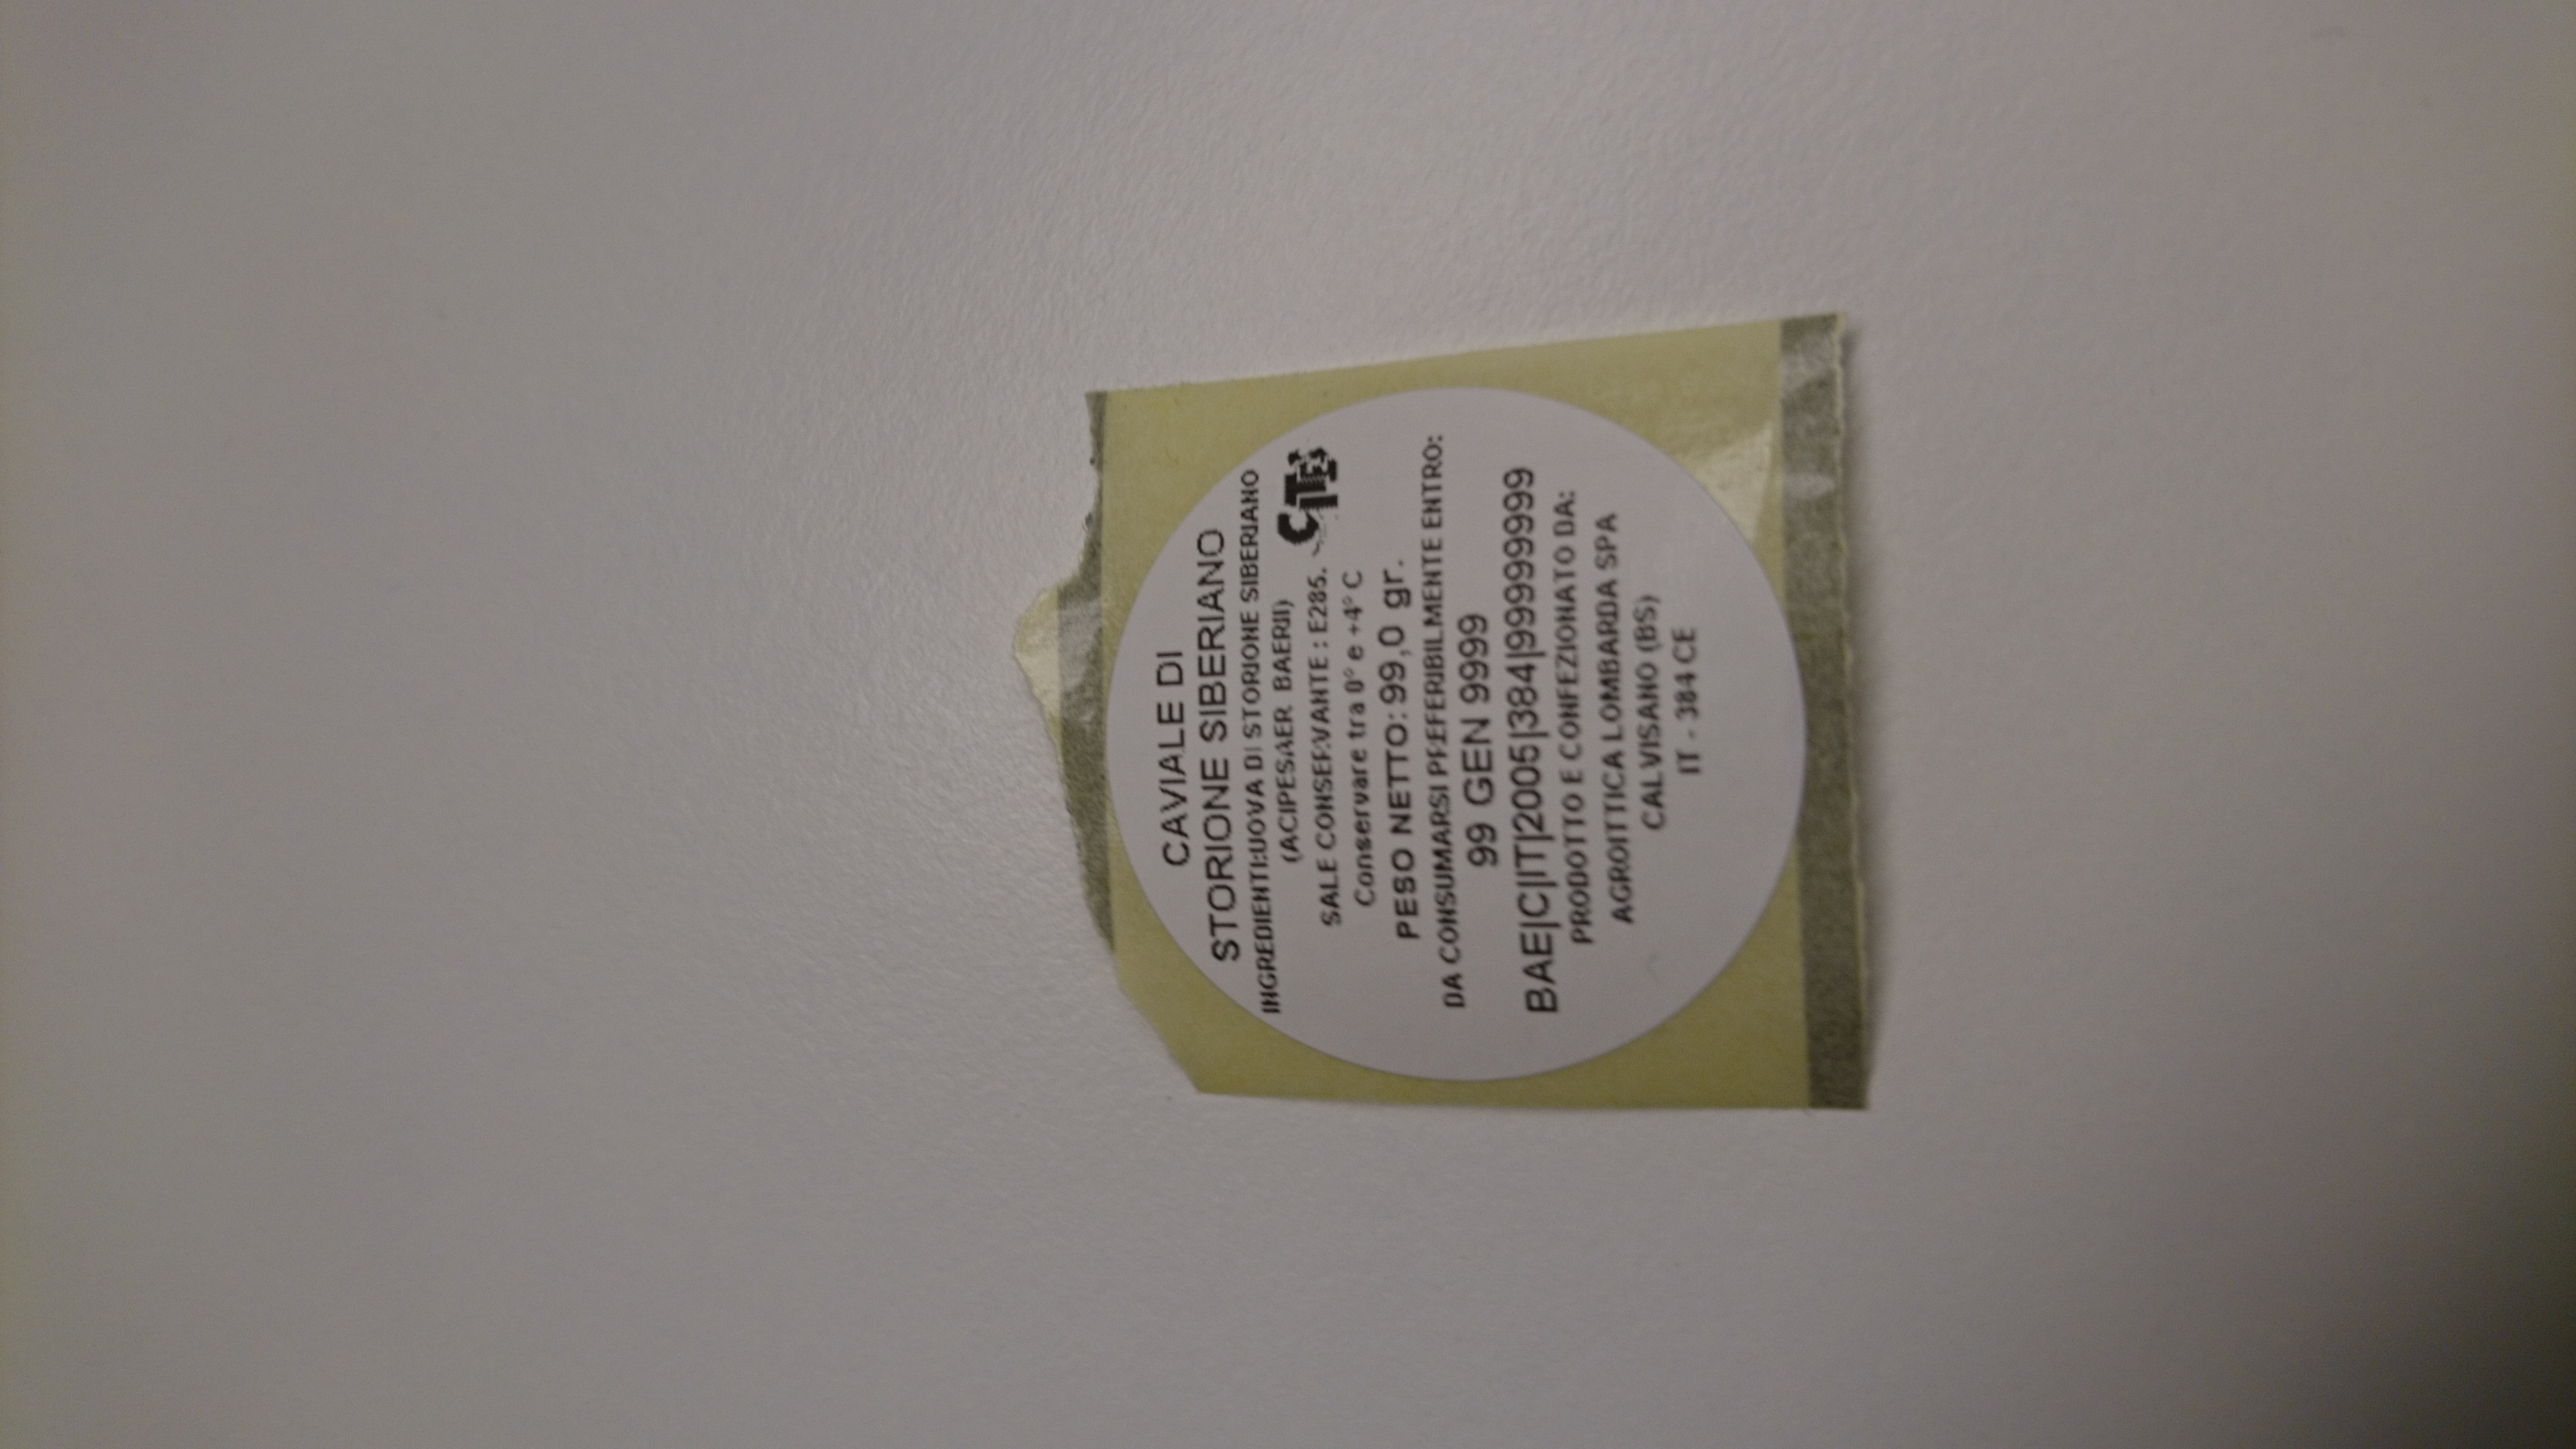 CAVIALE DI
STORIONE SIBERIANO
INGREDIENTI:UOVA DI STORIONE SIBERIANO
(ACIPESAER BAERII)
SALE CONSERVANTE : E285.
CITES
Conservare tra 0° e +4° C
PESO NETTO: 99,0 gr.
DA CONSUMARSI PREFERIBILMENTE ENTRO:
99 GEN 9999
BAE|C|IT|2005|384|99999999
PRODOTTO E CONFEZIONATO DA:
AGROITTICA LOMBARDA SPA
CALVISANO (BS)
IT - 384 CE